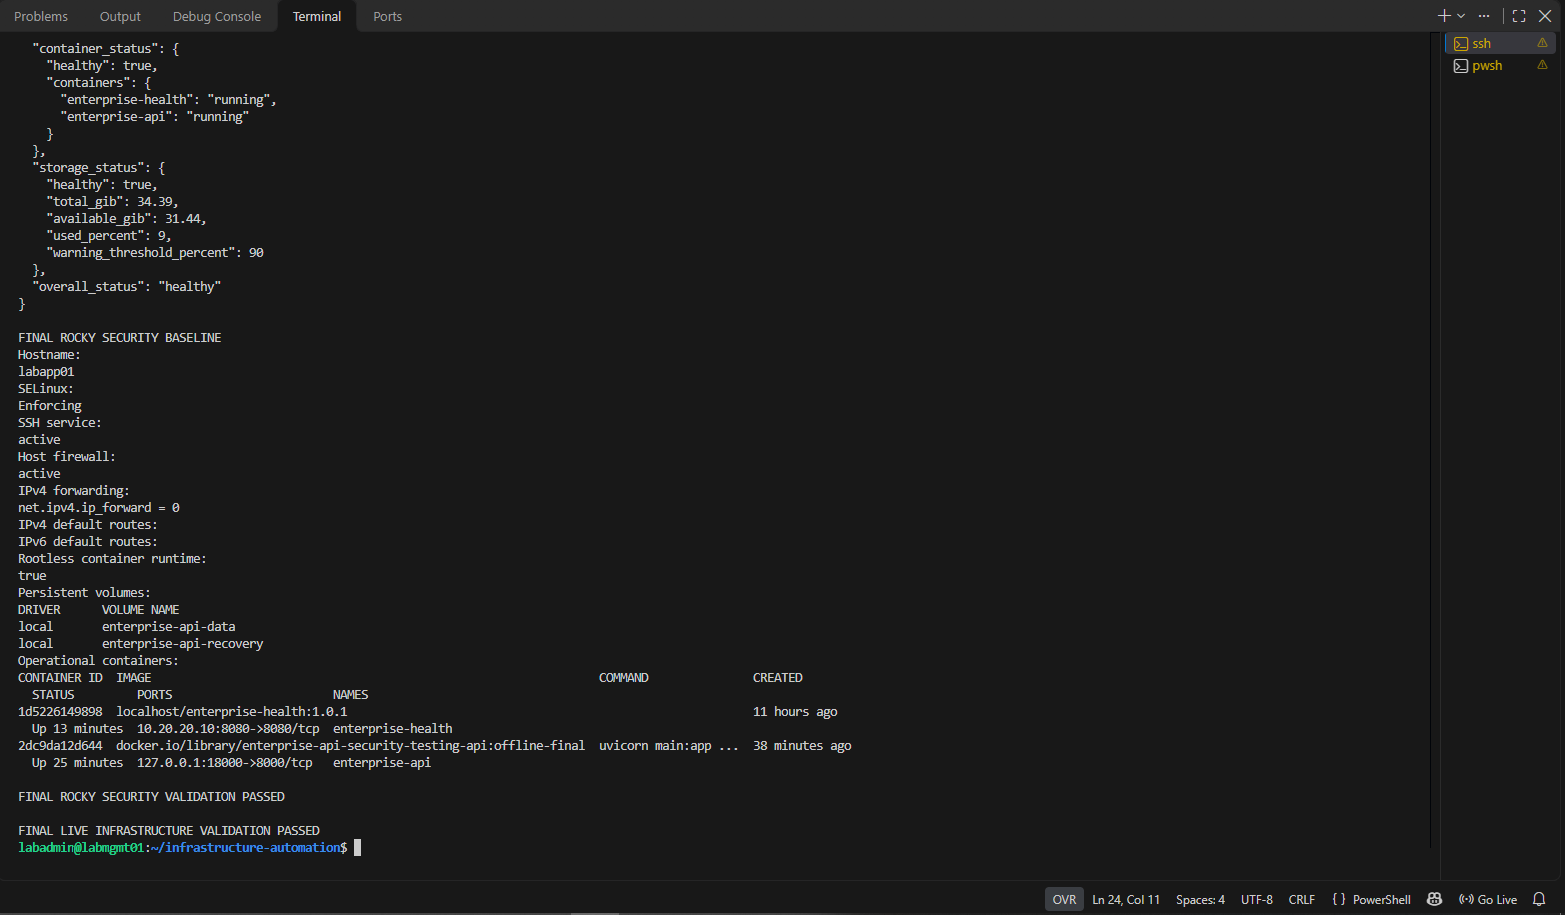 Problems Output Debug Console Terminal Ports
"container_status": {
"healthy": true,
"containers": {
"enterprise-health": "running",
"enterprise-api": "running"
}
},
"storage_status": {
"healthy": true,
"total_gib": 34.39,
"available_gib": 31.44,
"used_percent": 9,
"warning_threshold_percent": 90
},
"overall_status": "healthy"
}
FINAL ROCKY SECURITY BASELINE
Hostname:
labapp01
SELinux:
Enforcing
SSH service:
active
Host firewall:
active
IPv4 forwarding:
net.ipv4.ip_forward = 0
IPv4 default routes:
IPv6 default routes:
Rootless container runtime:
true
Persistent volumes:
DRIVER VOLUME NAME
local enterprise-api-data
local enterprise-api-recovery
Operational containers:
CONTAINER ID IMAGE COMMAND CREATED
STATUS PORTS NAMES
1d5226149898 localhost/enterprise-health:1.0.1 11 hours ago
Up 13 minutes 10.20.20.10:8080->8080/tcp enterprise-health
2dc9da12d644 docker.io/library/enterprise-api-security-testing-api:offline-final uvicorn main:app ... 38 minutes ago
Up 25 minutes 127.0.0.1:18000->8000/tcp enterprise-api
FINAL ROCKY SECURITY VALIDATION PASSED
FINAL LIVE INFRASTRUCTURE VALIDATION PASSED
labadmin@labmgmt01:~/infrastructure-automation$
ssh
pwsh
OVR Ln 24, Col 11 Spaces: 4 UTF-8 CRLF { } PowerShell Go Live